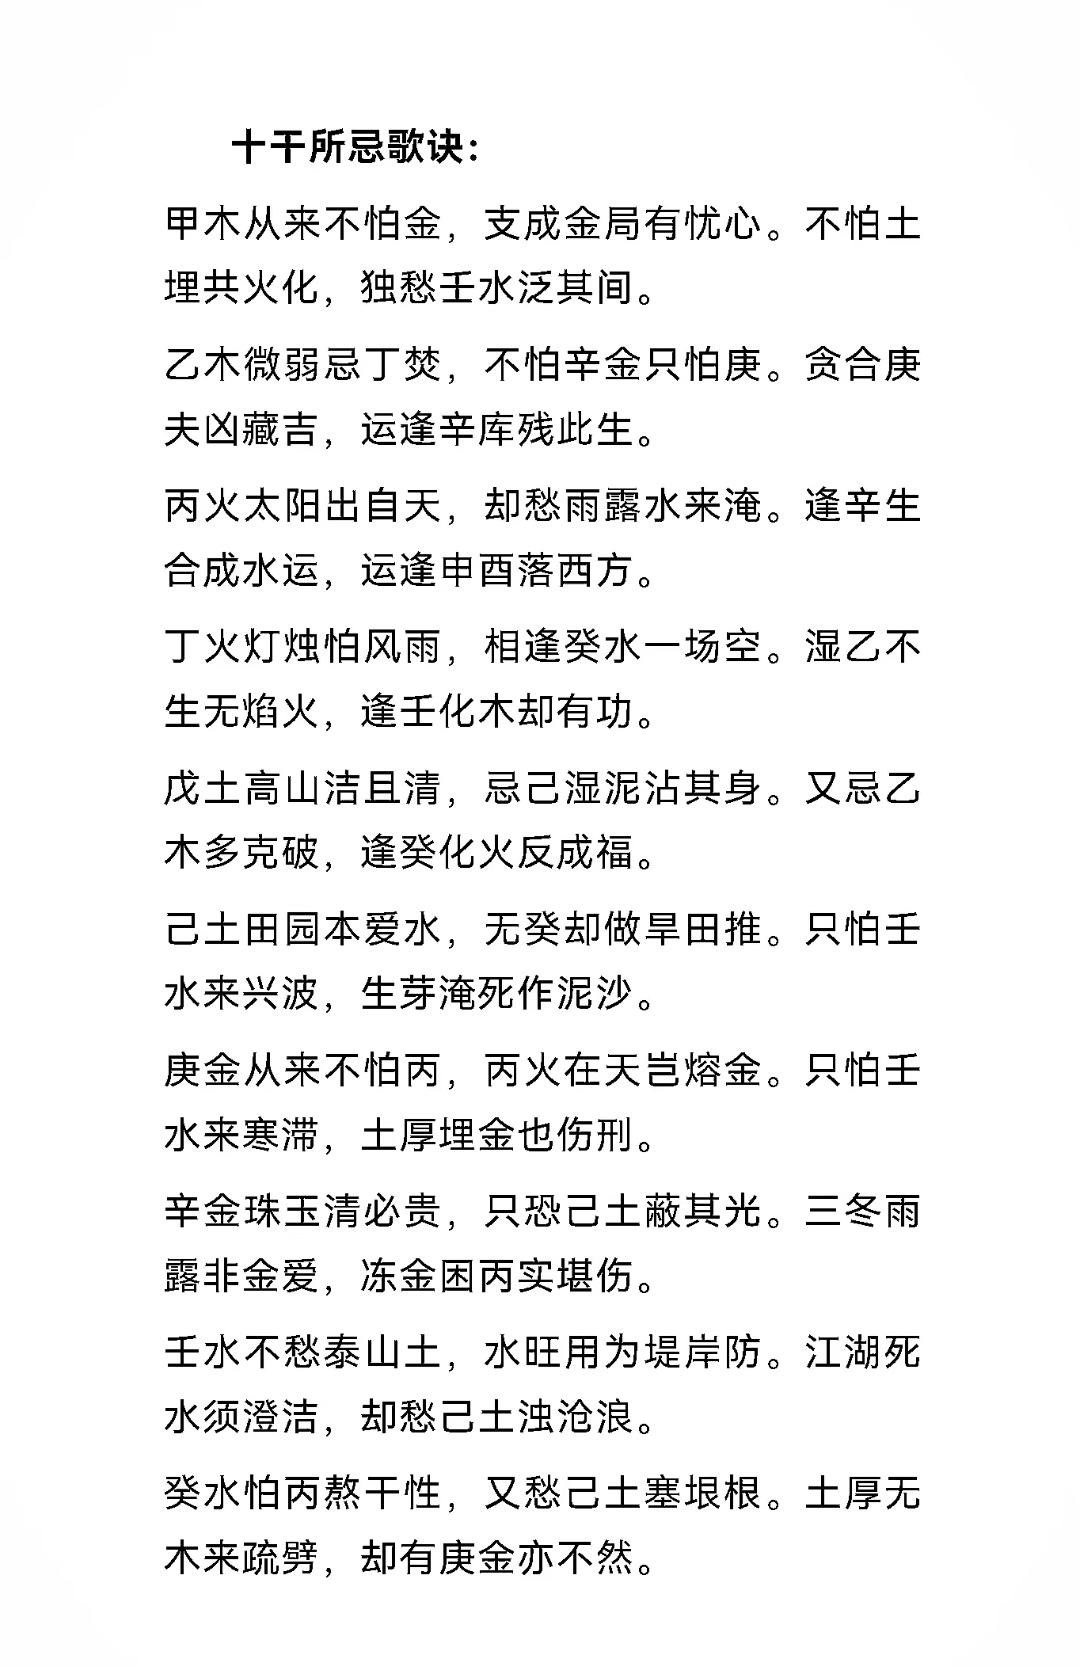 十干所忌歌诀：
甲木从来不怕金，支成金局有忧心。不怕土
埋共火化，独愁壬水泛其间。
乙木微弱忌丁焚，不怕辛金只怕庚。贪合庚
夫凶藏吉，运逢辛库残此生。
丙火太阳出自天，却愁雨露水来淹。逢辛生
合成水运，运逢申酉落西方。
丁火灯烛怕风雨，相逢癸水一场空。湿乙不
生无焰火，逢壬化木却有功。
戊土高山洁且清，忌己湿泥沾其身。又忌乙
木多克破，逢癸化火反成福。
己土田园本爱水，无癸却做旱田推。只怕壬
水来兴波，生芽淹死作泥沙。
庚金从来不怕丙，丙火在天岂熔金。只怕壬
水来寒滞，土厚埋金也伤刑。
辛金珠玉清必贵，只恐己土蔽其光。三冬雨
露非金爱，冻金困丙实堪伤。
壬水不愁泰山土，水旺用为堤岸防。江湖死
水须澄洁，却愁己土浊沧浪。
癸水怕丙熬干性，又愁己土塞垠根。土厚无
木来疏劈，却有庚金亦不然。